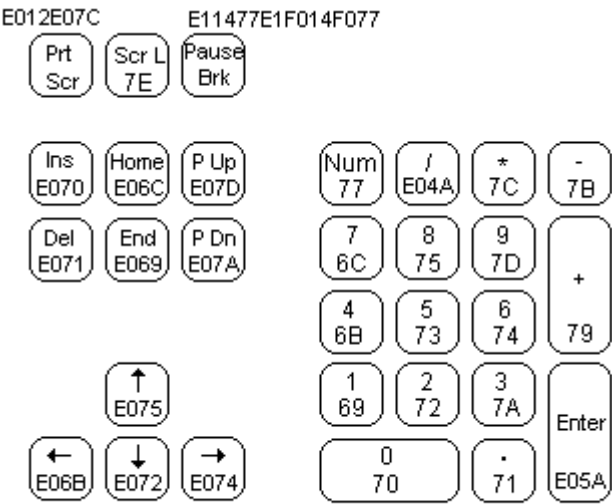 E012E07C E11477E1F014F077
Prt Scr L Pause
Scr 7E Brk
Ins Home P Up Num / * -
E070 E06C E07D 77 E04A 7C 7B
Del End P Dn 7 8 9
E071 E069 E07A 6C 75 7D
+
4 5 6
6B 73 74 79
↑ 1 2 3
E075 69 72 7A
Enter
← ↓ → 0 .
E06B E072 E074 70 71 E05A